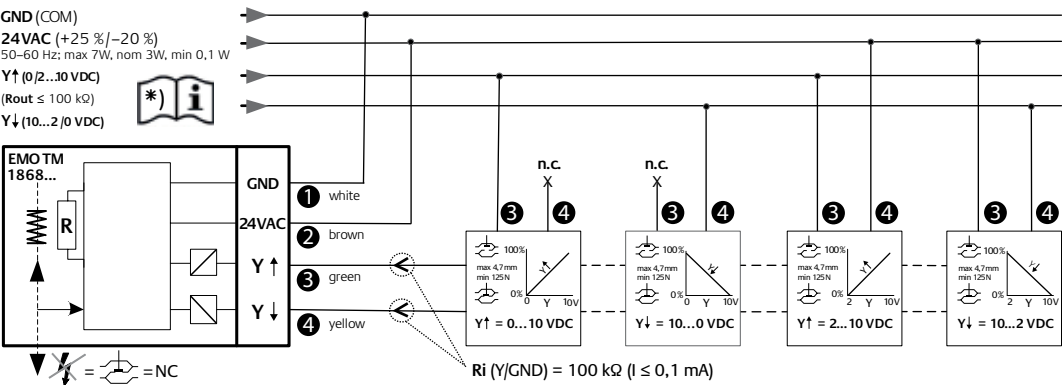 GND (COM)
24VAC (+25 %/−20 %)
50–60 Hz; max 7W, nom 3W, min 0,1 W
Y↑ (0/2...10 VDC)
(Rout ≤ 100 kΩ)
Y↓ (10...2/0 VDC)
*) i
EMO TM
1868...
R
GND
24VAC
Y ↑
Y ↓
1 white
2 brown
3 green
4 yellow
= = NC
n.c.
X
3 4
100%
max 4,7mm
min 125N
0%
Y↑
0 Y 10V
Y↑ = 0...10 VDC
n.c.
X
3 4
100%
max 4,7mm
min 125N
0%
Y↓
0 Y 10V
Y↓ = 10...0 VDC
3 4
100%
max 4,7mm
min 125N
0%
Y↑
2 Y 10V
Y↑ = 2...10 VDC
3 4
100%
max 4,7mm
min 125N
0%
Y↓
2 Y 10V
Y↓ = 10...2 VDC
Ri (Y/GND) = 100 kΩ (I ≤ 0,1 mA)